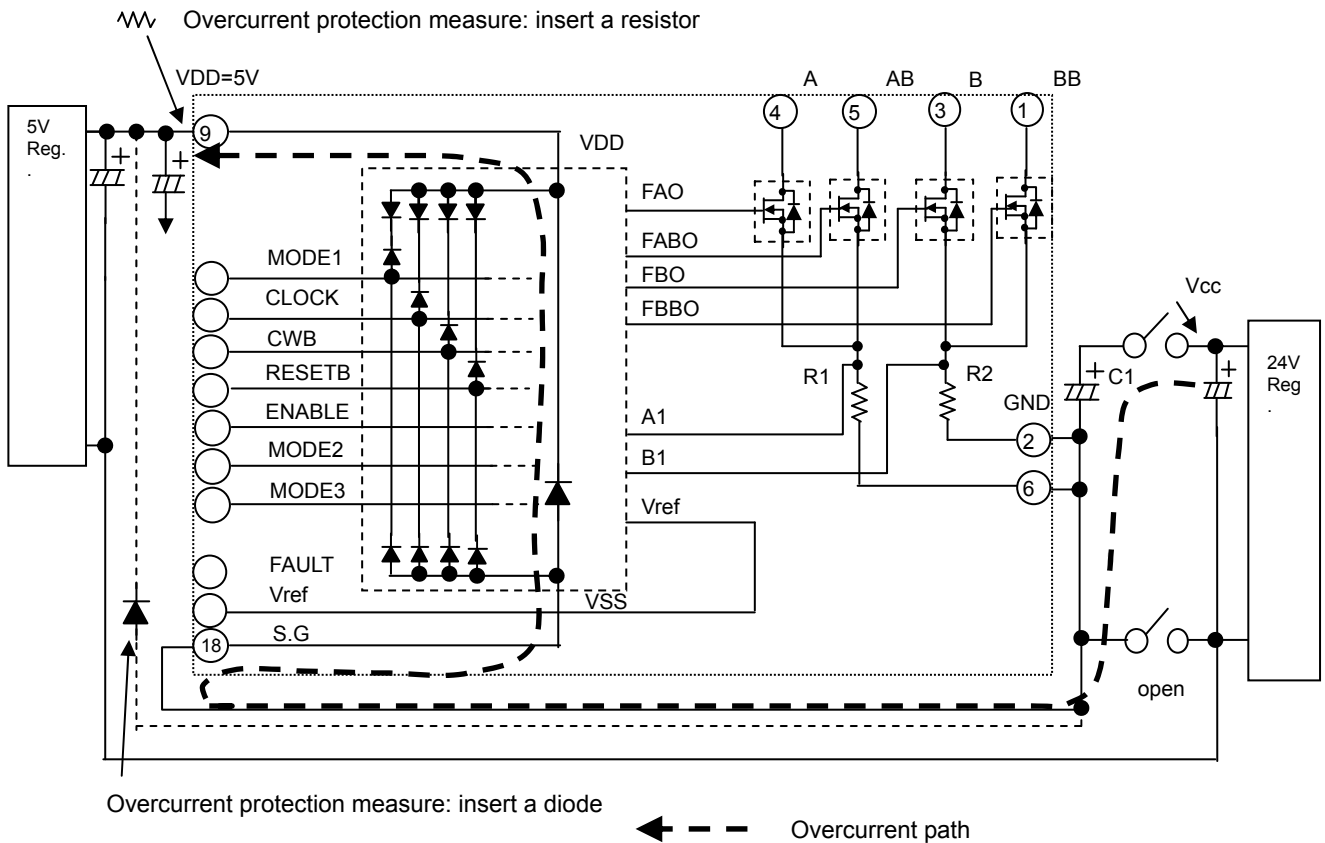 Overcurrent protection measure: insert a resistor
VDD=5V
A
AB
B
BB
4
5
3
1
5V
Reg.
.
9
VDD
+
+
FAO
FABO
FBO
FBBO
MODE1
CLOCK
CWB
RESETB
ENABLE
MODE2
MODE3
FAULT
Vref
S.G
18
VSS
A1
B1
Vref
R1
R2
GND
2
6
Vcc
+
C1
+
24V
Reg
.
open
Overcurrent protection measure: insert a diode
Overcurrent path